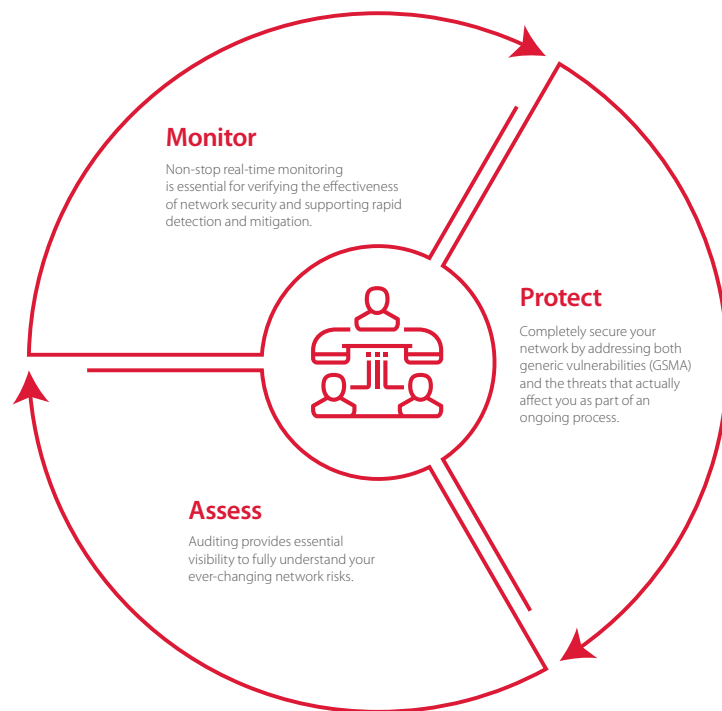 Monitor
Non-stop real-time monitoring
is essential for verifying the effectiveness
of network security and supporting rapid
detection and mitigation.
Protect
Completely secure your
network by addressing both
generic vulnerabilities (GSMA)
and the threats that actually
affect you as part of an
ongoing process.
Assess
Auditing provides essential
visibility to fully understand your
ever-changing network risks.